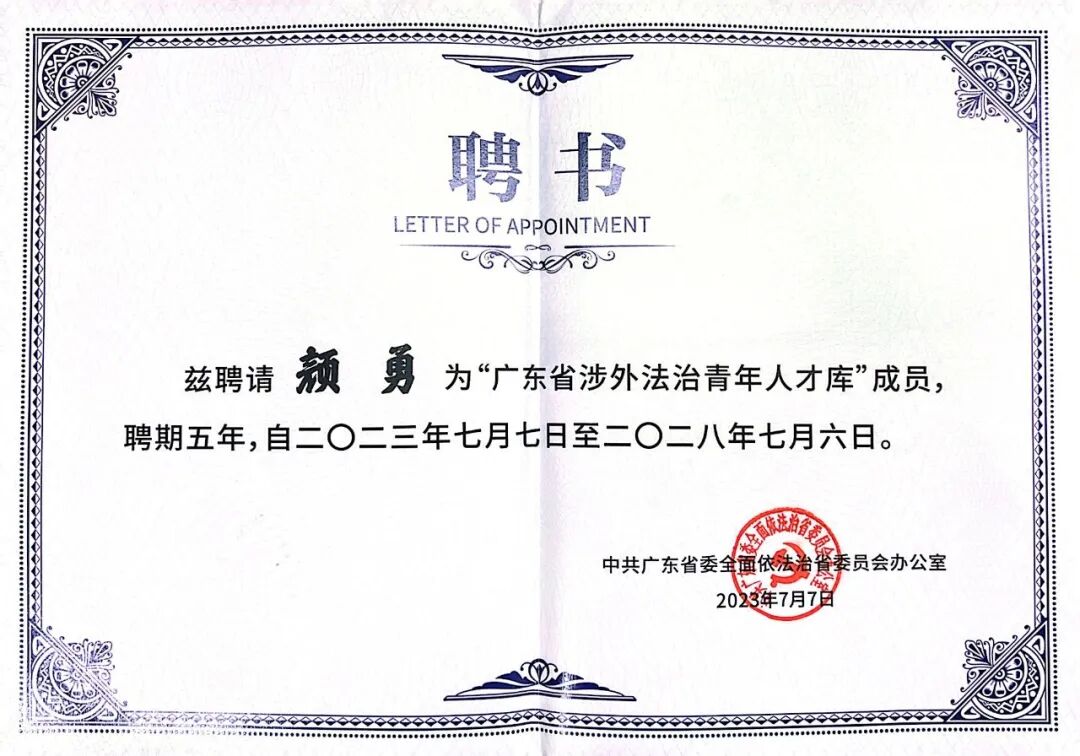 聘书
LETTER OF APPOINTMENT
兹聘请 颜勇 为“广东省涉外法治青年人才库”成员，
聘期五年，自二〇二三年七月七日至二〇二八年七月六日。
中共广东省委全面依法治省委员会办公室
2023年7月7日